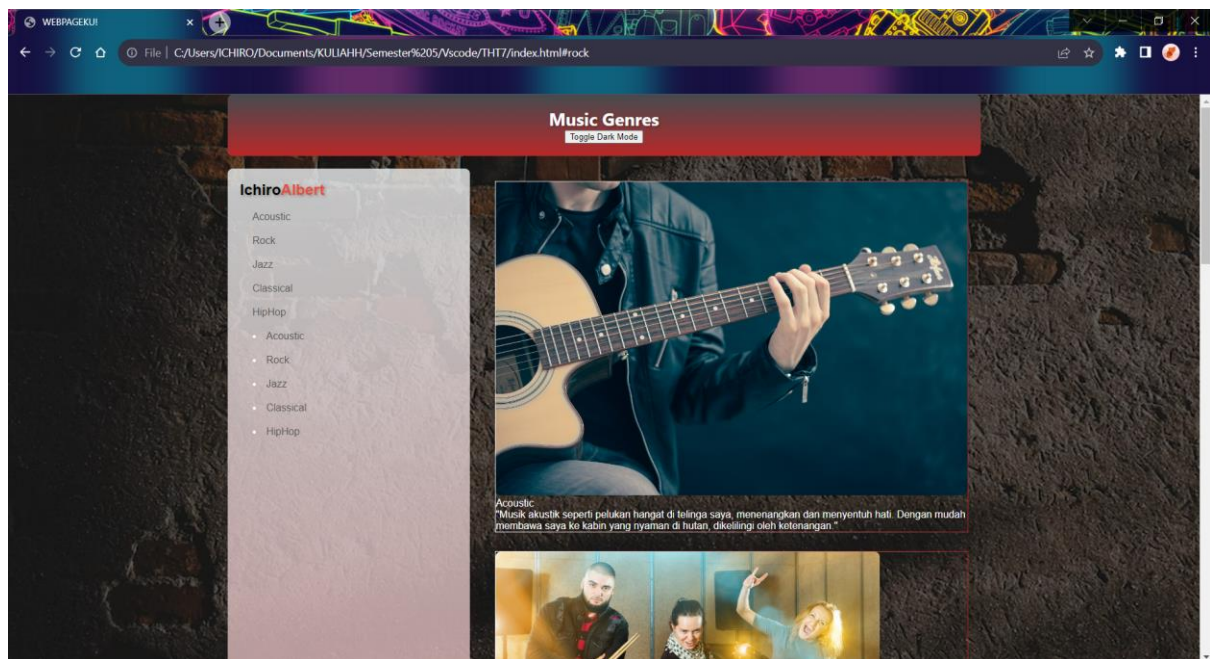 WEBPAGEKU!
File | C:/Users/ICHIRO/Documents/KULIAHH/Semester%205/Vscode/THT7/index.html#rock
Music Genres
Toggle Dark Mode
IchiroAlbert
Acoustic
Rock
Jazz
Classical
HipHop
• Acoustic
• Rock
• Jazz
• Classical
• HipHop
Acoustic
"Musik akustik seperti pelukan hangat di telinga saya, menenangkan dan menyentuh hati. Dengan mudah
membawa saya ke kabin yang nyaman di hutan, dikelilingi oleh ketenangan."